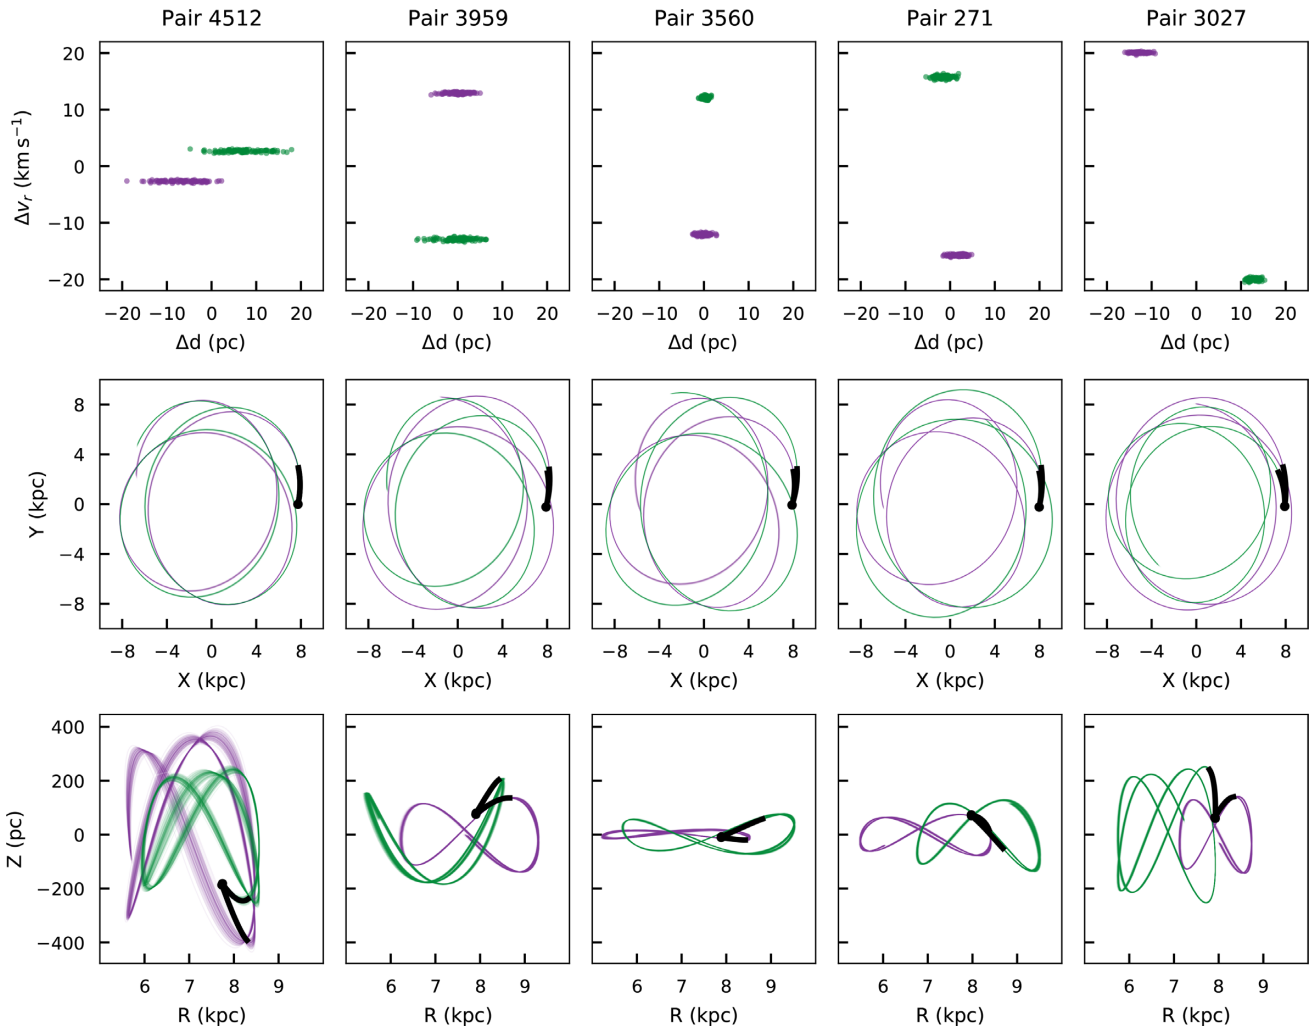 Pair 4512 Pair 3959 Pair 3560 Pair 271 Pair 3027
20
10
0
−10
−20
Δv_r (km s⁻¹)
−20 −10 0 10 20 −20 −10 0 10 20 −20 −10 0 10 20 −20 −10 0 10 20 −20 −10 0 10 20
Δd (pc) Δd (pc) Δd (pc) Δd (pc) Δd (pc)
8
4
0
−4
−8
Y (kpc)
−8 −4 0 4 8 −8 −4 0 4 8 −8 −4 0 4 8 −8 −4 0 4 8 −8 −4 0 4 8
X (kpc) X (kpc) X (kpc) X (kpc) X (kpc)
400
200
0
−200
−400
Z (pc)
6 7 8 9 6 7 8 9 6 7 8 9 6 7 8 9 6 7 8 9
R (kpc) R (kpc) R (kpc) R (kpc) R (kpc)